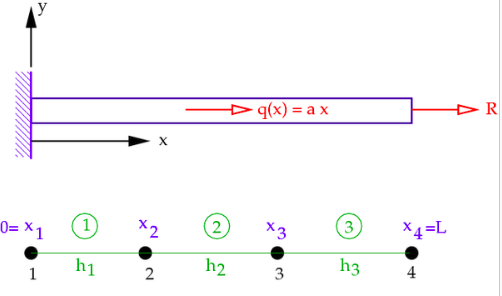 y
q(x) = a x
R
x
0= x₁ 1 x₂ 2 x₃ 3 x₄=L
1 h₁ 2 h₂ 3 h₃ 4